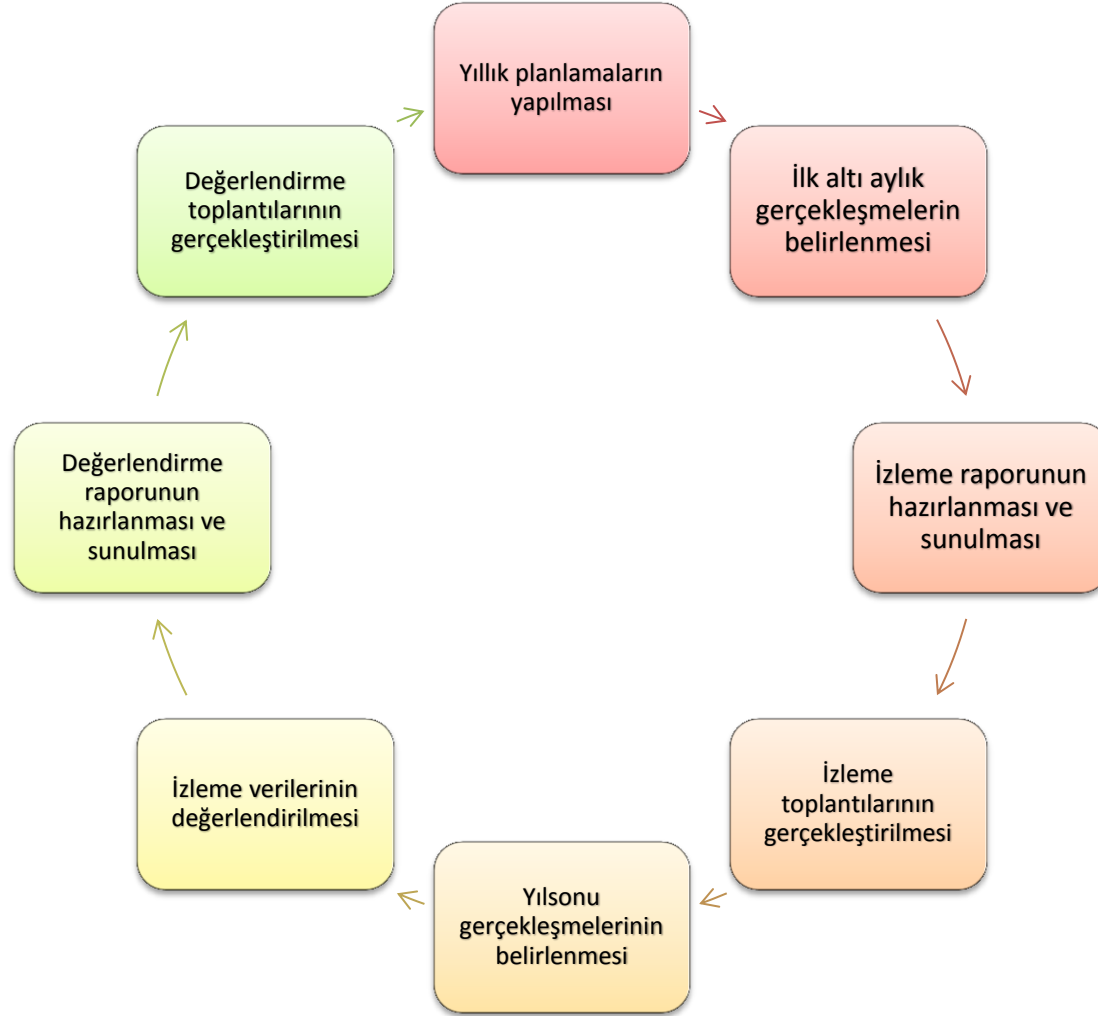 Yıllık planlamaların
yapılması
İlk altı aylık
gerçekleşmelerin
belirlenmesi
İzleme raporunun
hazırlanması ve
sunulması
İzleme
toplantılarının
gerçekleştirilmesi
Yılsonu
gerçekleşmelerinin
belirlenmesi
İzleme verilerinin
değerlendirilmesi
Değerlendirme
raporunun
hazırlanması ve
sunulması
Değerlendirme
toplantılarının
gerçekleştirilmesi